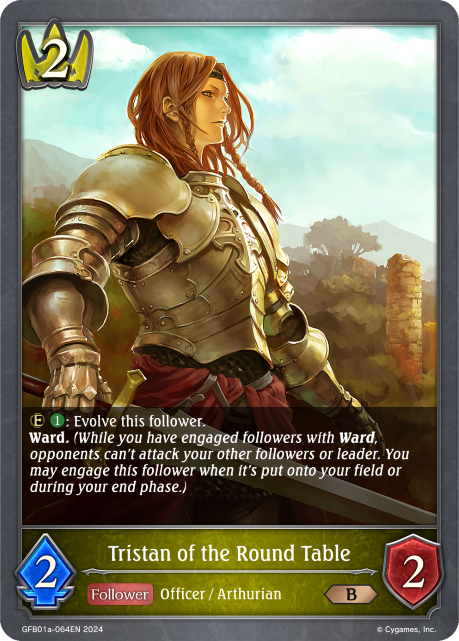 2
E 1: Evolve this follower.
Ward. (While you have engaged followers with Ward,
opponents can't attack your other followers or leader. You
may engage this follower when it's put onto your field or
during your end phase.)
Tristan of the Round Table
2
Follower Officer / Arthurian
B
2
GFB01a-064EN 2024
© Cygames, Inc.